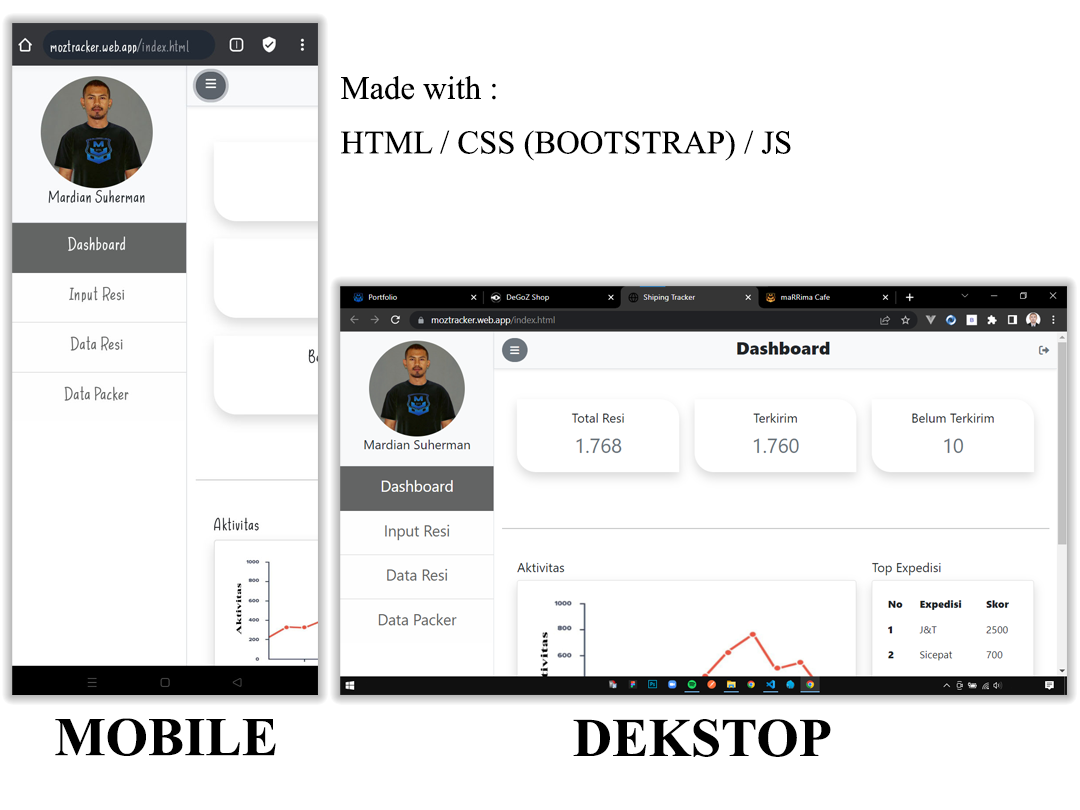 moztracker.web.app/index.html
Mardian Suherman
Dashboard
Input Resi
Data Resi
Data Packer
Aktivitas
1000
800
600
400
200
0
Aktivitas
Made with :
HTML / CSS (BOOTSTRAP) / JS
Portfolio
DeGoZ Shop
Shiping Tracker
maRRima Cafe
moztracker.web.app/index.html
Mardian Suherman
Dashboard
Input Resi
Data Resi
Data Packer
Dashboard
Total Resi
1.768
Terkirim
1.760
Belum Terkirim
10
Aktivitas
1000
800
600
Top Expedisi
No Expedisi Skor
1 J&T 2500
2 Sicepat 700
MOBILE
DEKSTOP